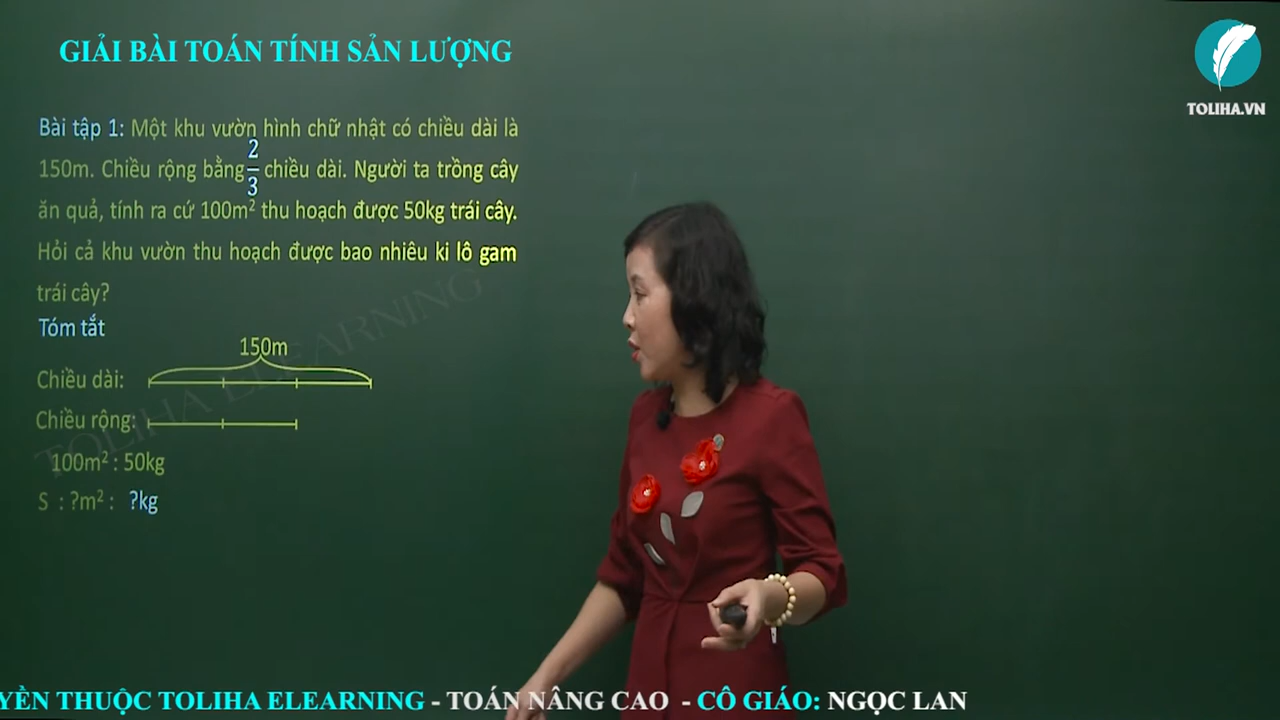 GIẢI BÀI TOÁN TÍNH SẢN LƯỢNG
TOLIHA.VN
Bài tập 1: Một khu vườn hình chữ nhật có chiều dài là
150m. Chiều rộng bằng 2/3 chiều dài. Người ta trồng cây
ăn quả, tính ra cứ 100m² thu hoạch được 50kg trái cây.
Hỏi cả khu vườn thu hoạch được bao nhiêu ki lô gam
trái cây?
Tóm tắt
150m
Chiều dài:
Chiều rộng:
100m² : 50kg
S : ?m² : ?kg
TOLIHA ELEARNING
YỀN THUỘC TOLIHA ELEARNING - TOÁN NÂNG CAO - CÔ GIÁO: NGỌC LAN